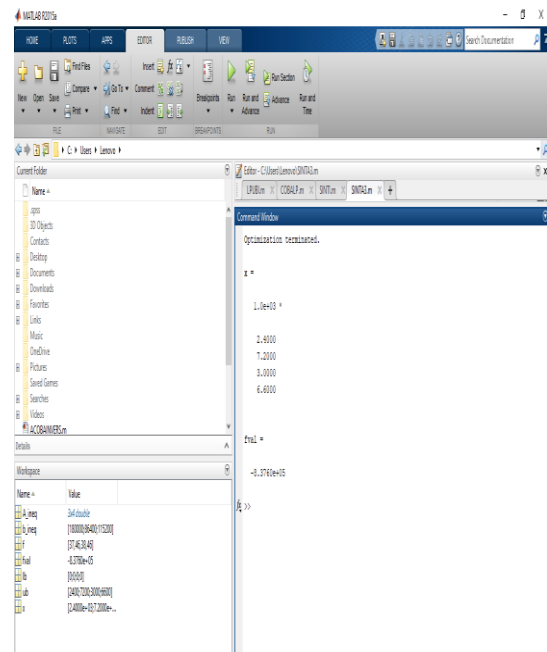 MATLAB R2015a
HOME PLOTS APPS EDITOR PUBLISH VIEW
Search Documentation
New Open Save
Find Files
Compare
Print
Go To
Find
Insert
Comment
Indent
Breakpoints
Run
Run and Advance
Run Section
Advance
Run and Time
FILE NAVIGATE EDIT BREAKPOINTS RUN
C: Users Lenovo
Current Folder
Name
.spss
3D Objects
Contacts
Desktop
Documents
Downloads
Favorites
Links
Music
OneDrive
Pictures
Saved Games
Searches
Videos
Details
Workspace
Name Value
A_ineq 3x4 double
b_ineq [180000;86400;115200]
f [37,46,38,46]
fval -8.3760e+05
lb [0;0;0;0]
ub [2400;7200;3000;6600]
x [2.4000e+03;7.2000e+...
Editor - C:\Users\Lenovo\SINTA3.m
LPUBI.m COBALP.m SINTI.m SINTA3.m +
Command Window
Optimization terminated.
x =
1.0e+03 *
2.4000
7.2000
3.0000
6.6000
fval =
-8.3760e+05
fx >>